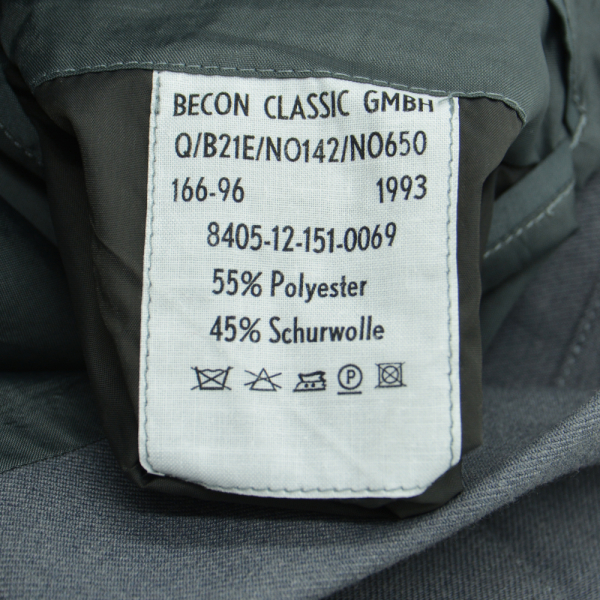 BECON CLASSIC GMBH
Q/B21E/NO142/NO650
166-96 1993
8405-12-151-0069
55% Polyester
45% Schurwolle
P